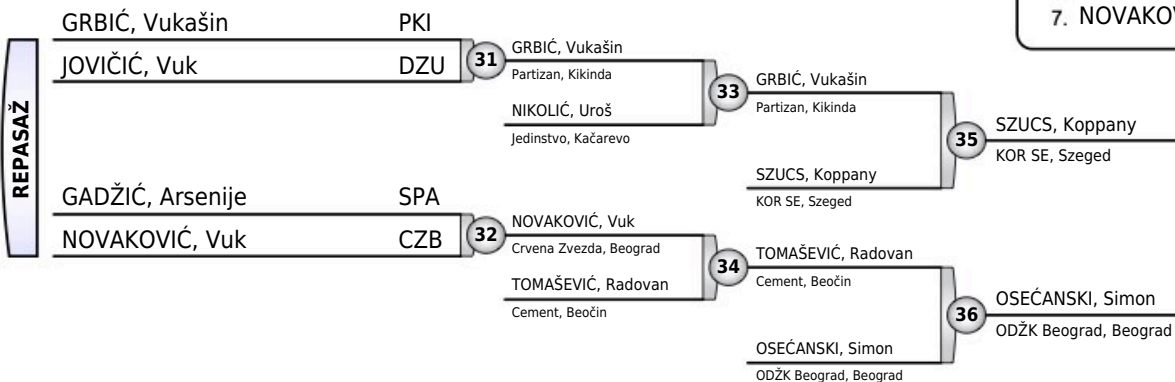 GRBIĆ, Vukašin PKI
JOVIČIĆ, Vuk DZU
31
GRBIĆ, Vukašin
Partizan, Kikinda
NIKOLIĆ, Uroš
Jedinstvo, Kačarevo
33
GRBIĆ, Vukašin
Partizan, Kikinda
SZUCS, Koppany
KOR SE, Szeged
35
SZUCS, Koppany
KOR SE, Szeged
REPASAŽ
GADŽIĆ, Arsenije SPA
NOVAKOVIĆ, Vuk CZB
32
NOVAKOVIĆ, Vuk
Crvena Zvezda, Beograd
TOMAŠEVIĆ, Radovan
Cement, Beočin
34
TOMAŠEVIĆ, Radovan
Cement, Beočin
OSEĆANSKI, Simon
ODŽK Beograd, Beograd
36
OSEĆANSKI, Simon
ODŽK Beograd, Beograd
7.